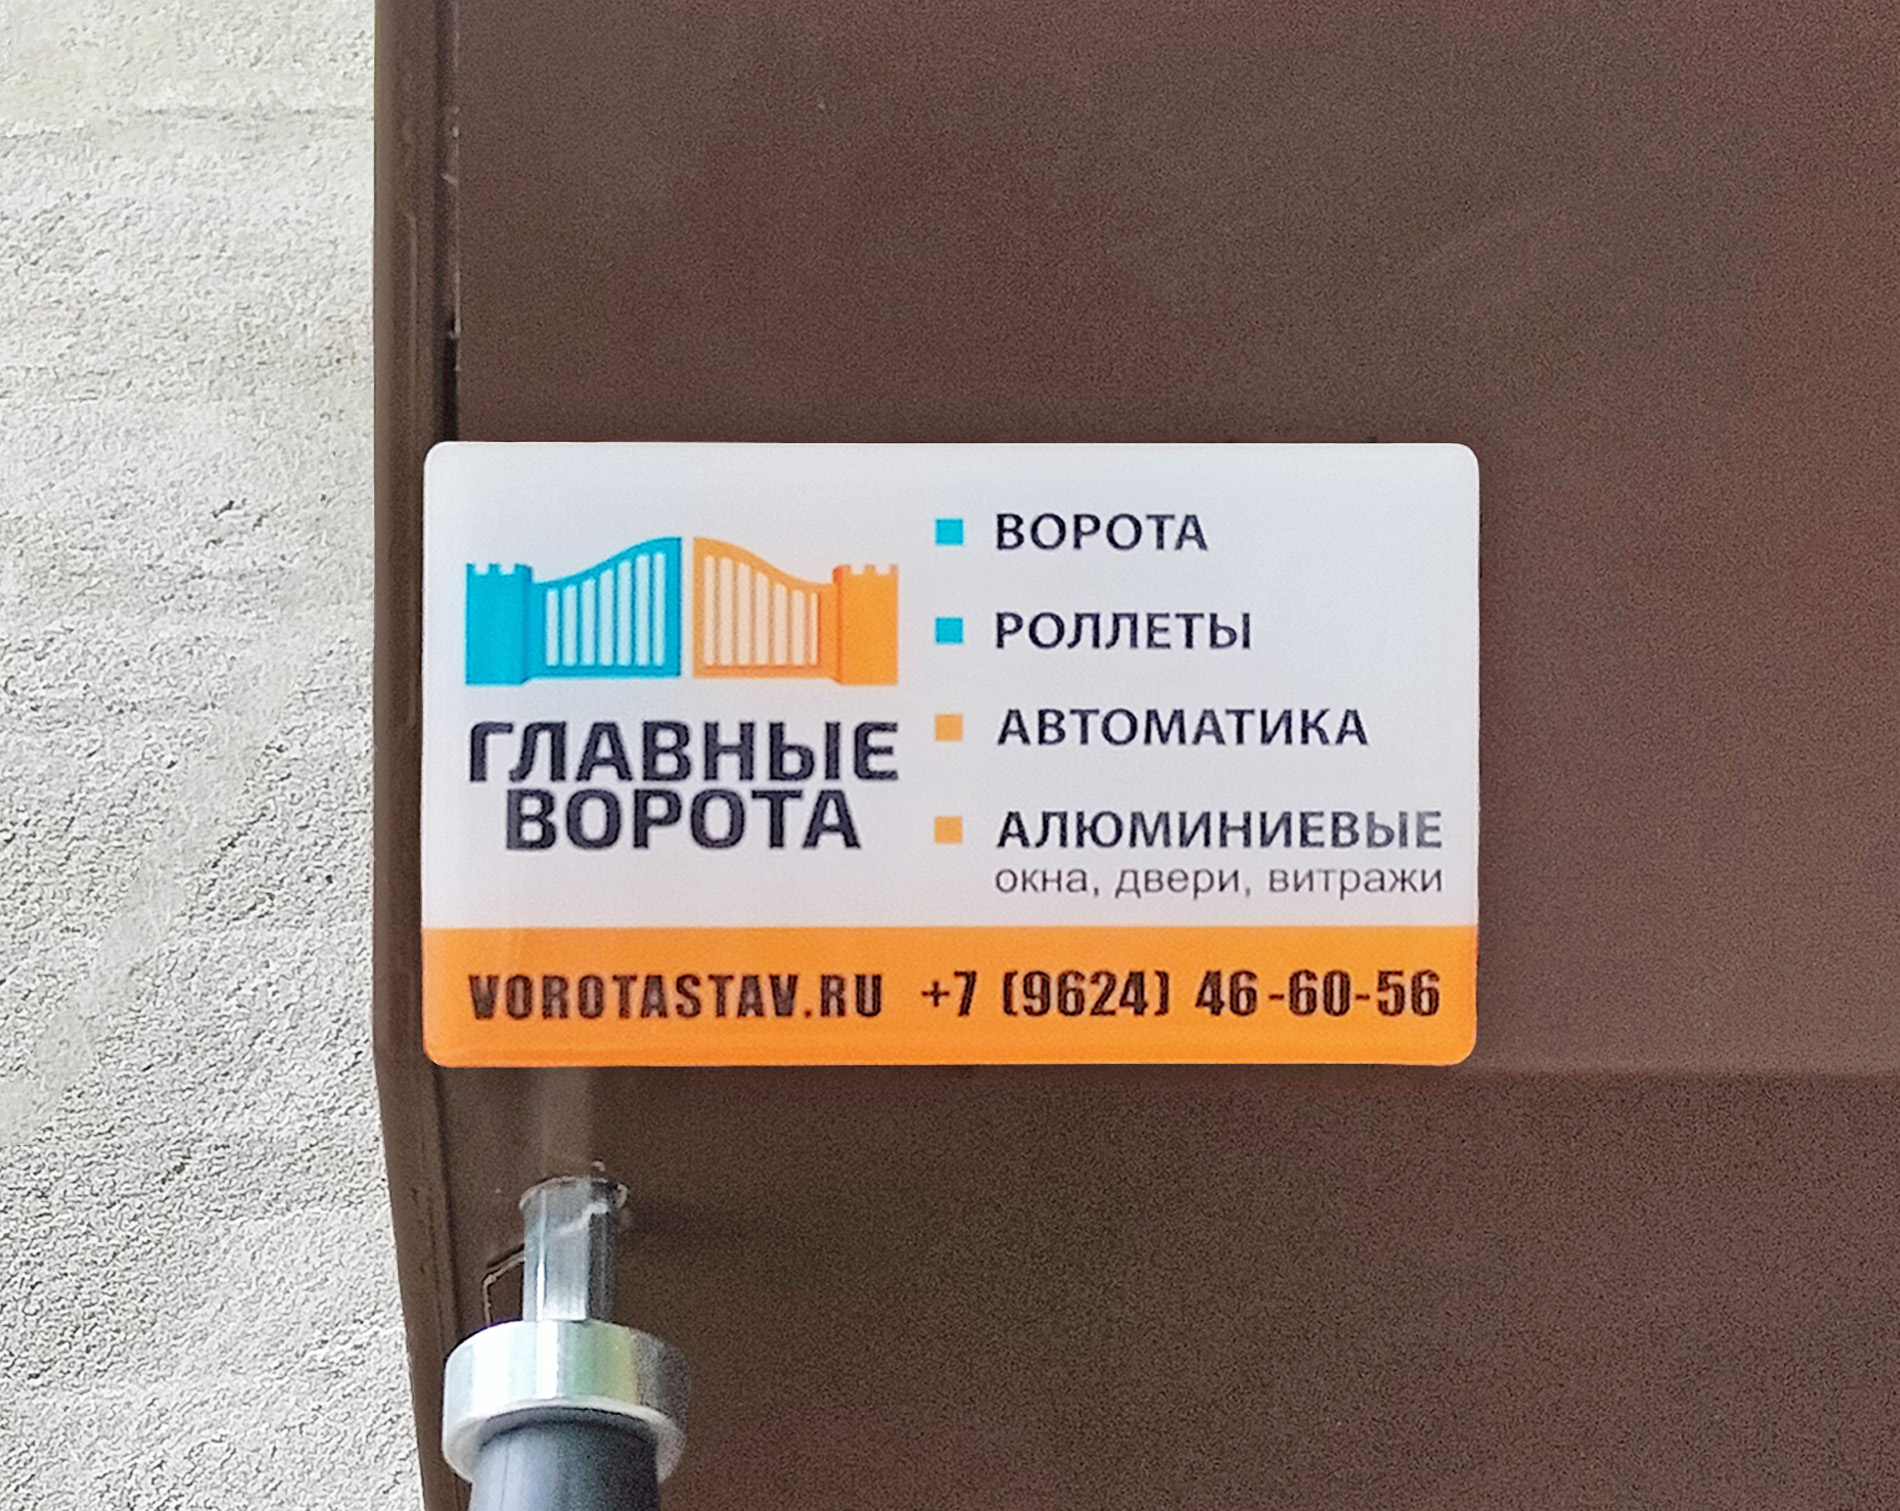 ГЛАВНЫЕ
ВОРОТА
ВОРОТА
РОЛЛЕТЫ
АВТОМАТИКА
АЛЮМИНИЕВЫЕ
окна, двери, витражи
VOROTASTAV.RU +7 (9624) 46-60-56